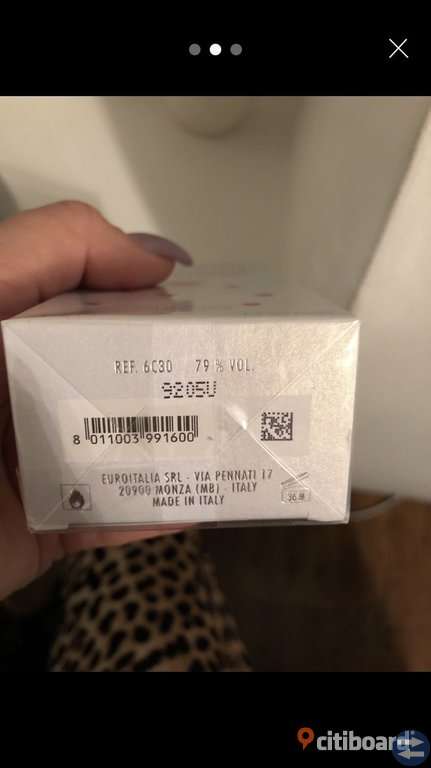 REF. 6C30 79 % VOL.
9205U
8 011003 991600
EUROITALIA SRL - VIA PENNATI 17
20900 MONZA (MB) - ITALY
MADE IN ITALY
36 M
citiboard